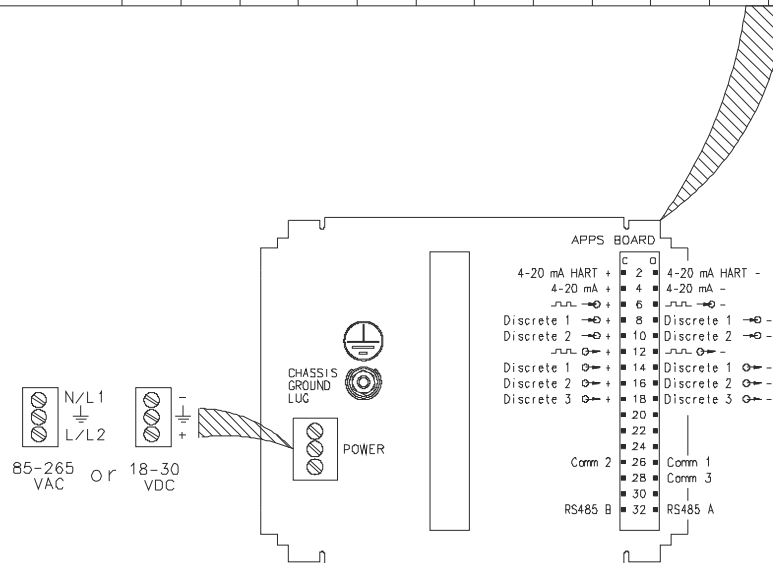 APPS BOARD
c a
4-20 mA HART + 2 4-20 mA HART -
4-20 mA + 4 4-20 mA -
+ 6 -
Discrete 1 + 8 Discrete 1 -
Discrete 2 + 10 Discrete 2 -
+ 12 -
Discrete 1 + 14 Discrete 1 -
Discrete 2 + 16 Discrete 2 -
Discrete 3 + 18 Discrete 3 -
20
22
24
Comm 2 26 Comm 1
28 Comm 3
30
RS485 B 32 RS485 A
CHASSIS
GROUND
LUG
POWER
N/L1
L/L2
85-265
VAC
or
-
+
18-30
VDC